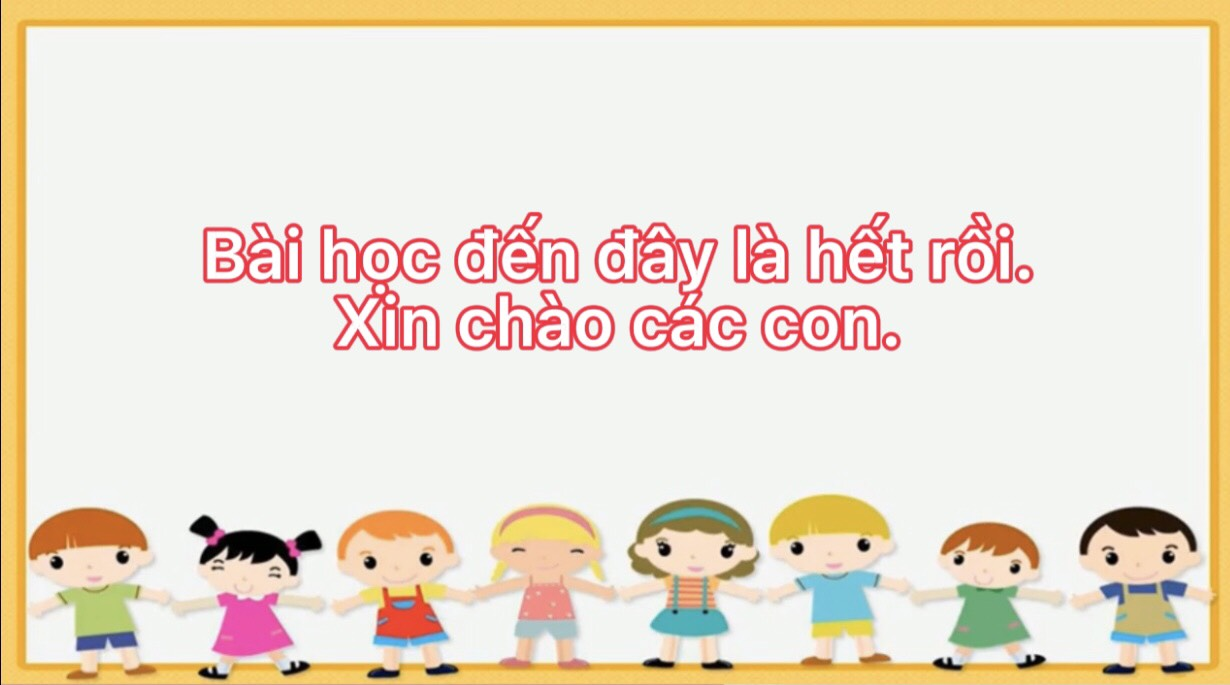 Bài học đến đây là hết rồi.
Xin chào các con.